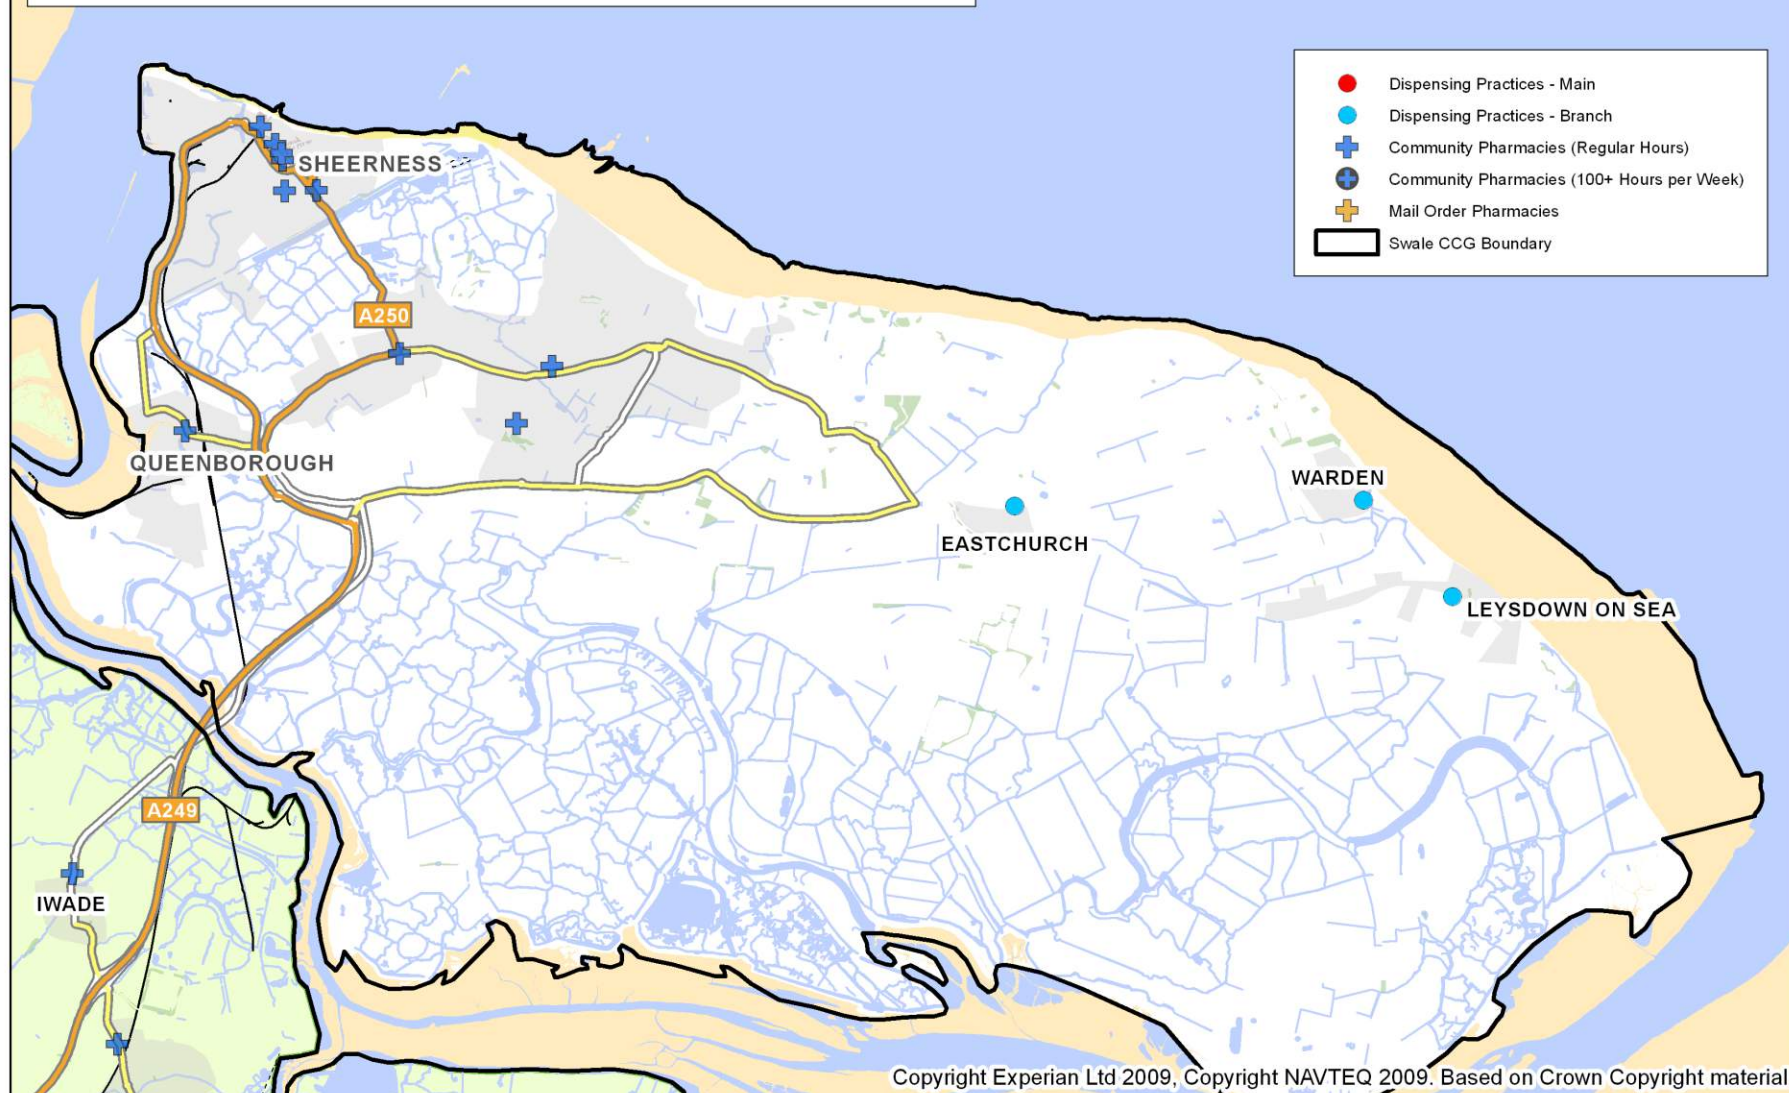 Dispensing Practices - Main
Dispensing Practices - Branch
Community Pharmacies (Regular Hours)
Community Pharmacies (100+ Hours per Week)
Mail Order Pharmacies
Swale CCG Boundary
SHEERNESS
A250
QUEENBOROUGH
WARDEN
EASTCHURCH
LEYSDOWN ON SEA
A249
IWADE
Copyright Experian Ltd 2009, Copyright NAVTEQ 2009. Based on Crown Copyright material